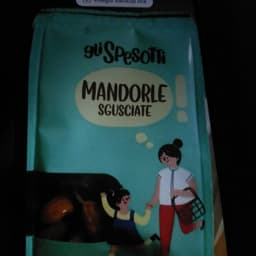 gli Spesotti
MANDORLE
SGUSCIATE